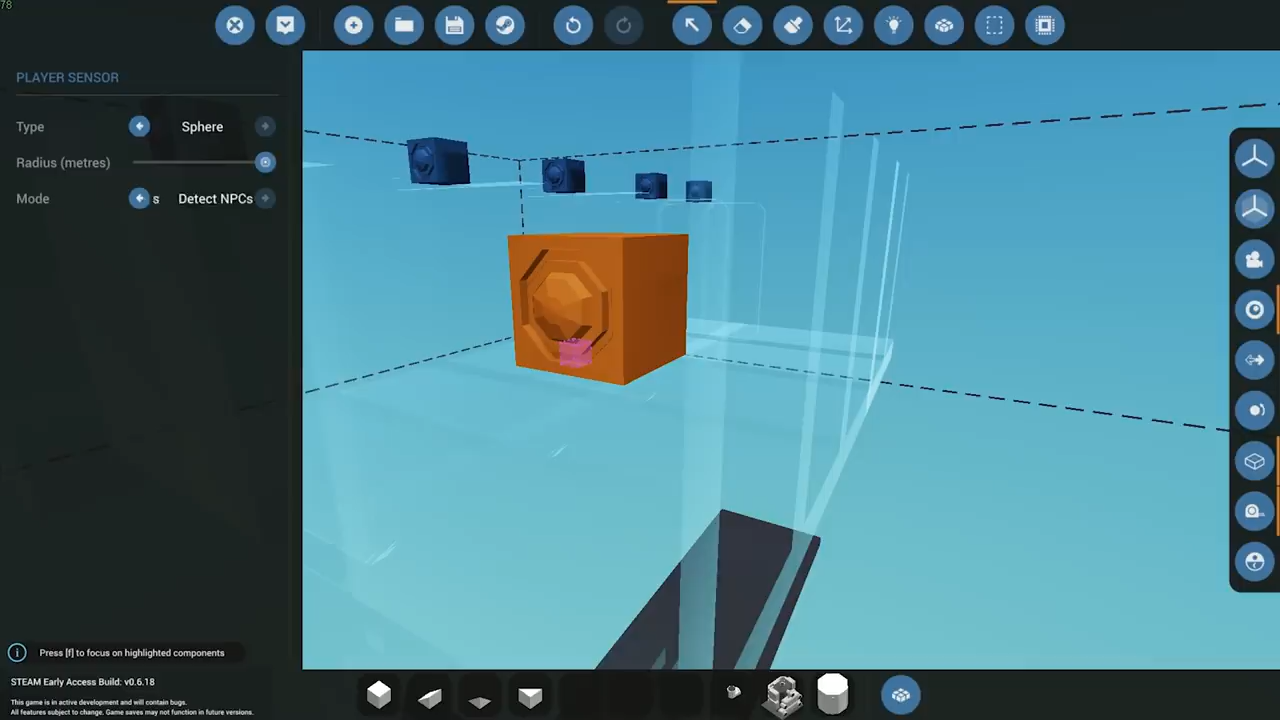 78
PLAYER SENSOR
Type Sphere
Radius (metres)
Mode s Detect NPCs
Press [f] to focus on highlighted components
STEAM Early Access Build: v0.6.18
This game is in active development and will contain bugs.
All features subject to change. Game saves may not function in future versions.